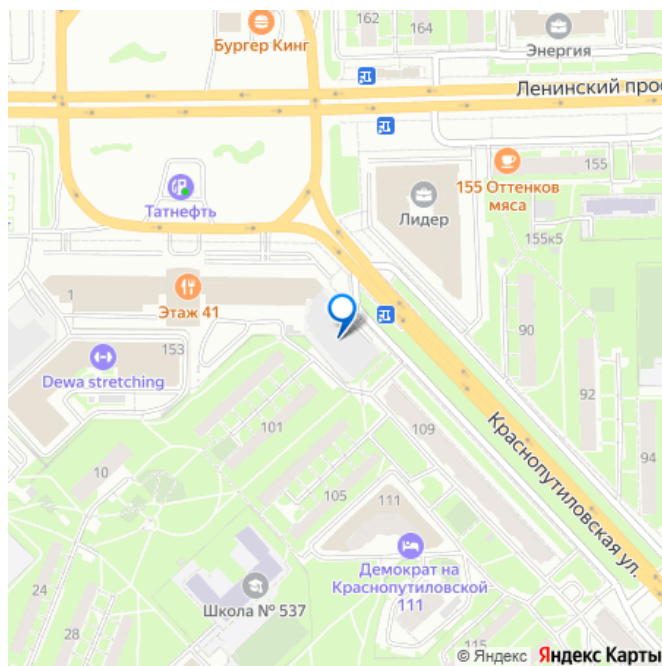 162
164
Бургер Кинг
Энергия
Ленинский прос
155 Оттенков
мяса
155
Татнефть
Лидер
155к5
1
Этаж 41
153
90
Dewa stretching
92
101
109
Краснопутиловская ул.
94
10
105
111
Демократ на
Краснопутиловской
111
24
Школа № 537
28
115
© Яндекс Яндекс Карты